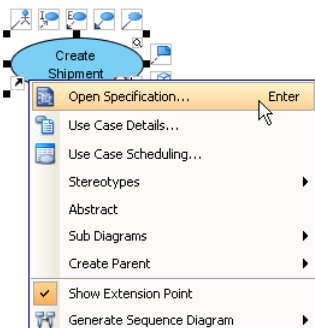 Create
Shipment
Open Specification... Enter
Use Case Details...
Use Case Scheduling...
Stereotypes
Abstract
Sub Diagrams
Create Parent
Show Extension Point
Generate Sequence Diagram